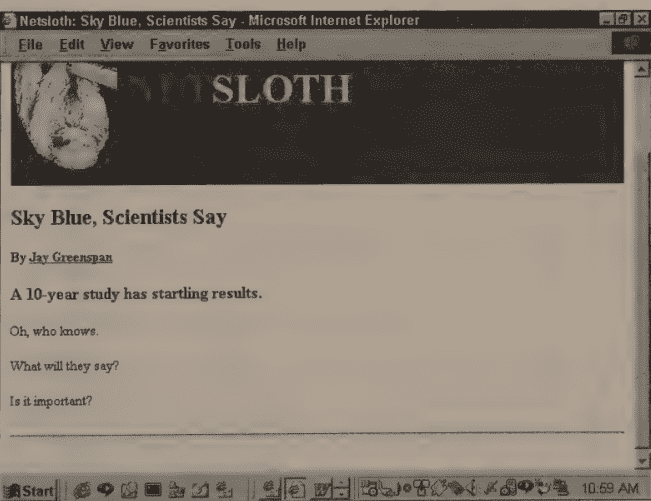 Netsloth: Sky Blue, Scientists Say - Microsoft Internet Explorer
File Edit View Favorites Tools Help
NETSLOTH
Sky Blue, Scientists Say
By Jay Greenspan
A 10-year study has startling results.
Oh, who knows.
What will they say?
Is it important?
Start 10:59 AM